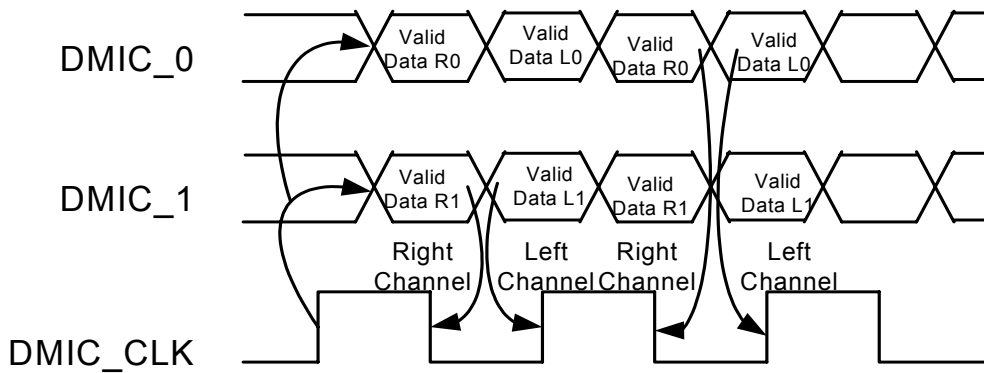 DMIC_0
Valid
Data R0
Valid
Data L0
Valid
Data R0
Valid
Data L0
DMIC_1
Valid
Data R1
Valid
Data L1
Valid
Data R1
Valid
Data L1
Right
Channel
Left
Channel
Right
Channel
Left
Channel
DMIC_CLK